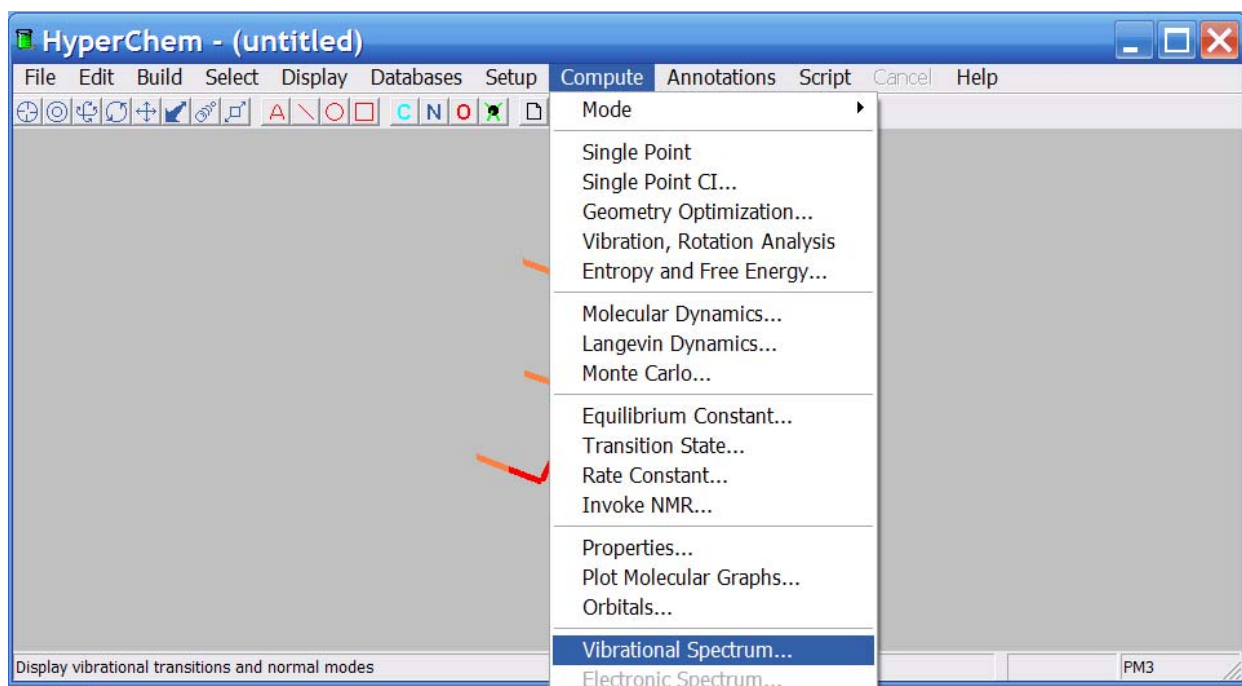 HyperChem - (untitled)
File Edit Build Select Display Databases Setup Compute Annotations Script Cancel Help
A C N O
Mode
Single Point
Single Point CI...
Geometry Optimization...
Vibration, Rotation Analysis
Entropy and Free Energy...
Molecular Dynamics...
Langevin Dynamics...
Monte Carlo...
Equilibrium Constant...
Transition State...
Rate Constant...
Invoke NMR...
Properties...
Plot Molecular Graphs...
Orbitals...
Vibrational Spectrum...
Electronic Spectrum...
Display vibrational transitions and normal modes PM3